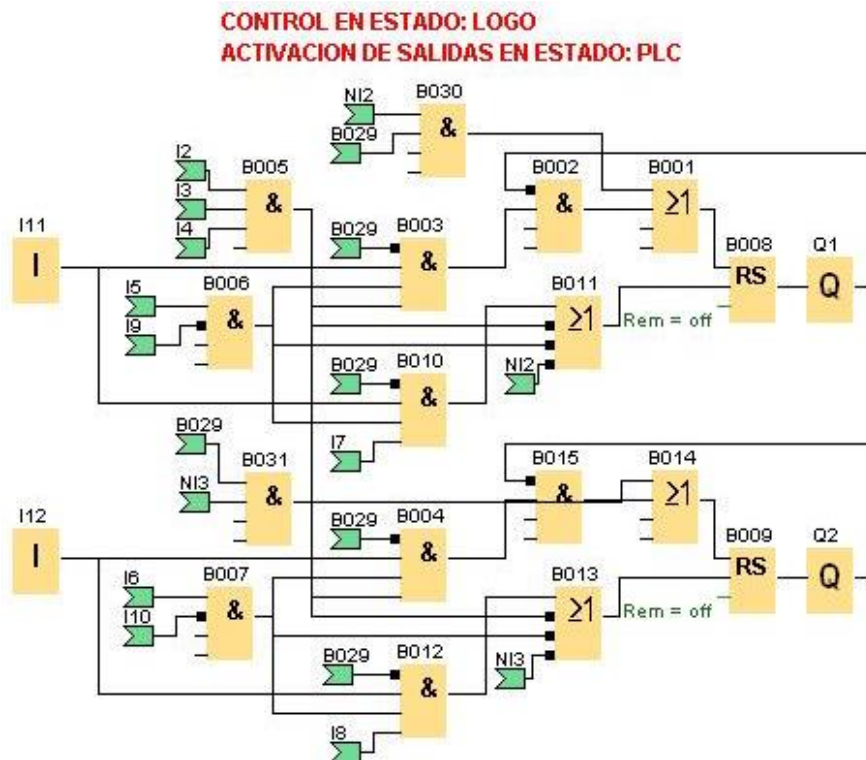 CONTROL EN ESTADO: LOGO
ACTIVACION DE SALIDAS EN ESTADO: PLC
NI2
B030
&
B029
I2
B005
B002
B001
I3
&
&
≥1
I4
B029
B003
I11
&
B008
Q1
I
I5
B006
B011
RS
Q
I9
&
≥1
Rem = off
B029
B010
NI2
&
B029
I7
B031
B015
B014
NI3
&
&
≥1
I12
B029
B004
I
&
B009
Q2
I6
B007
B013
RS
Q
I10
&
≥1
Rem = off
B029
B012
NI3
&
I8